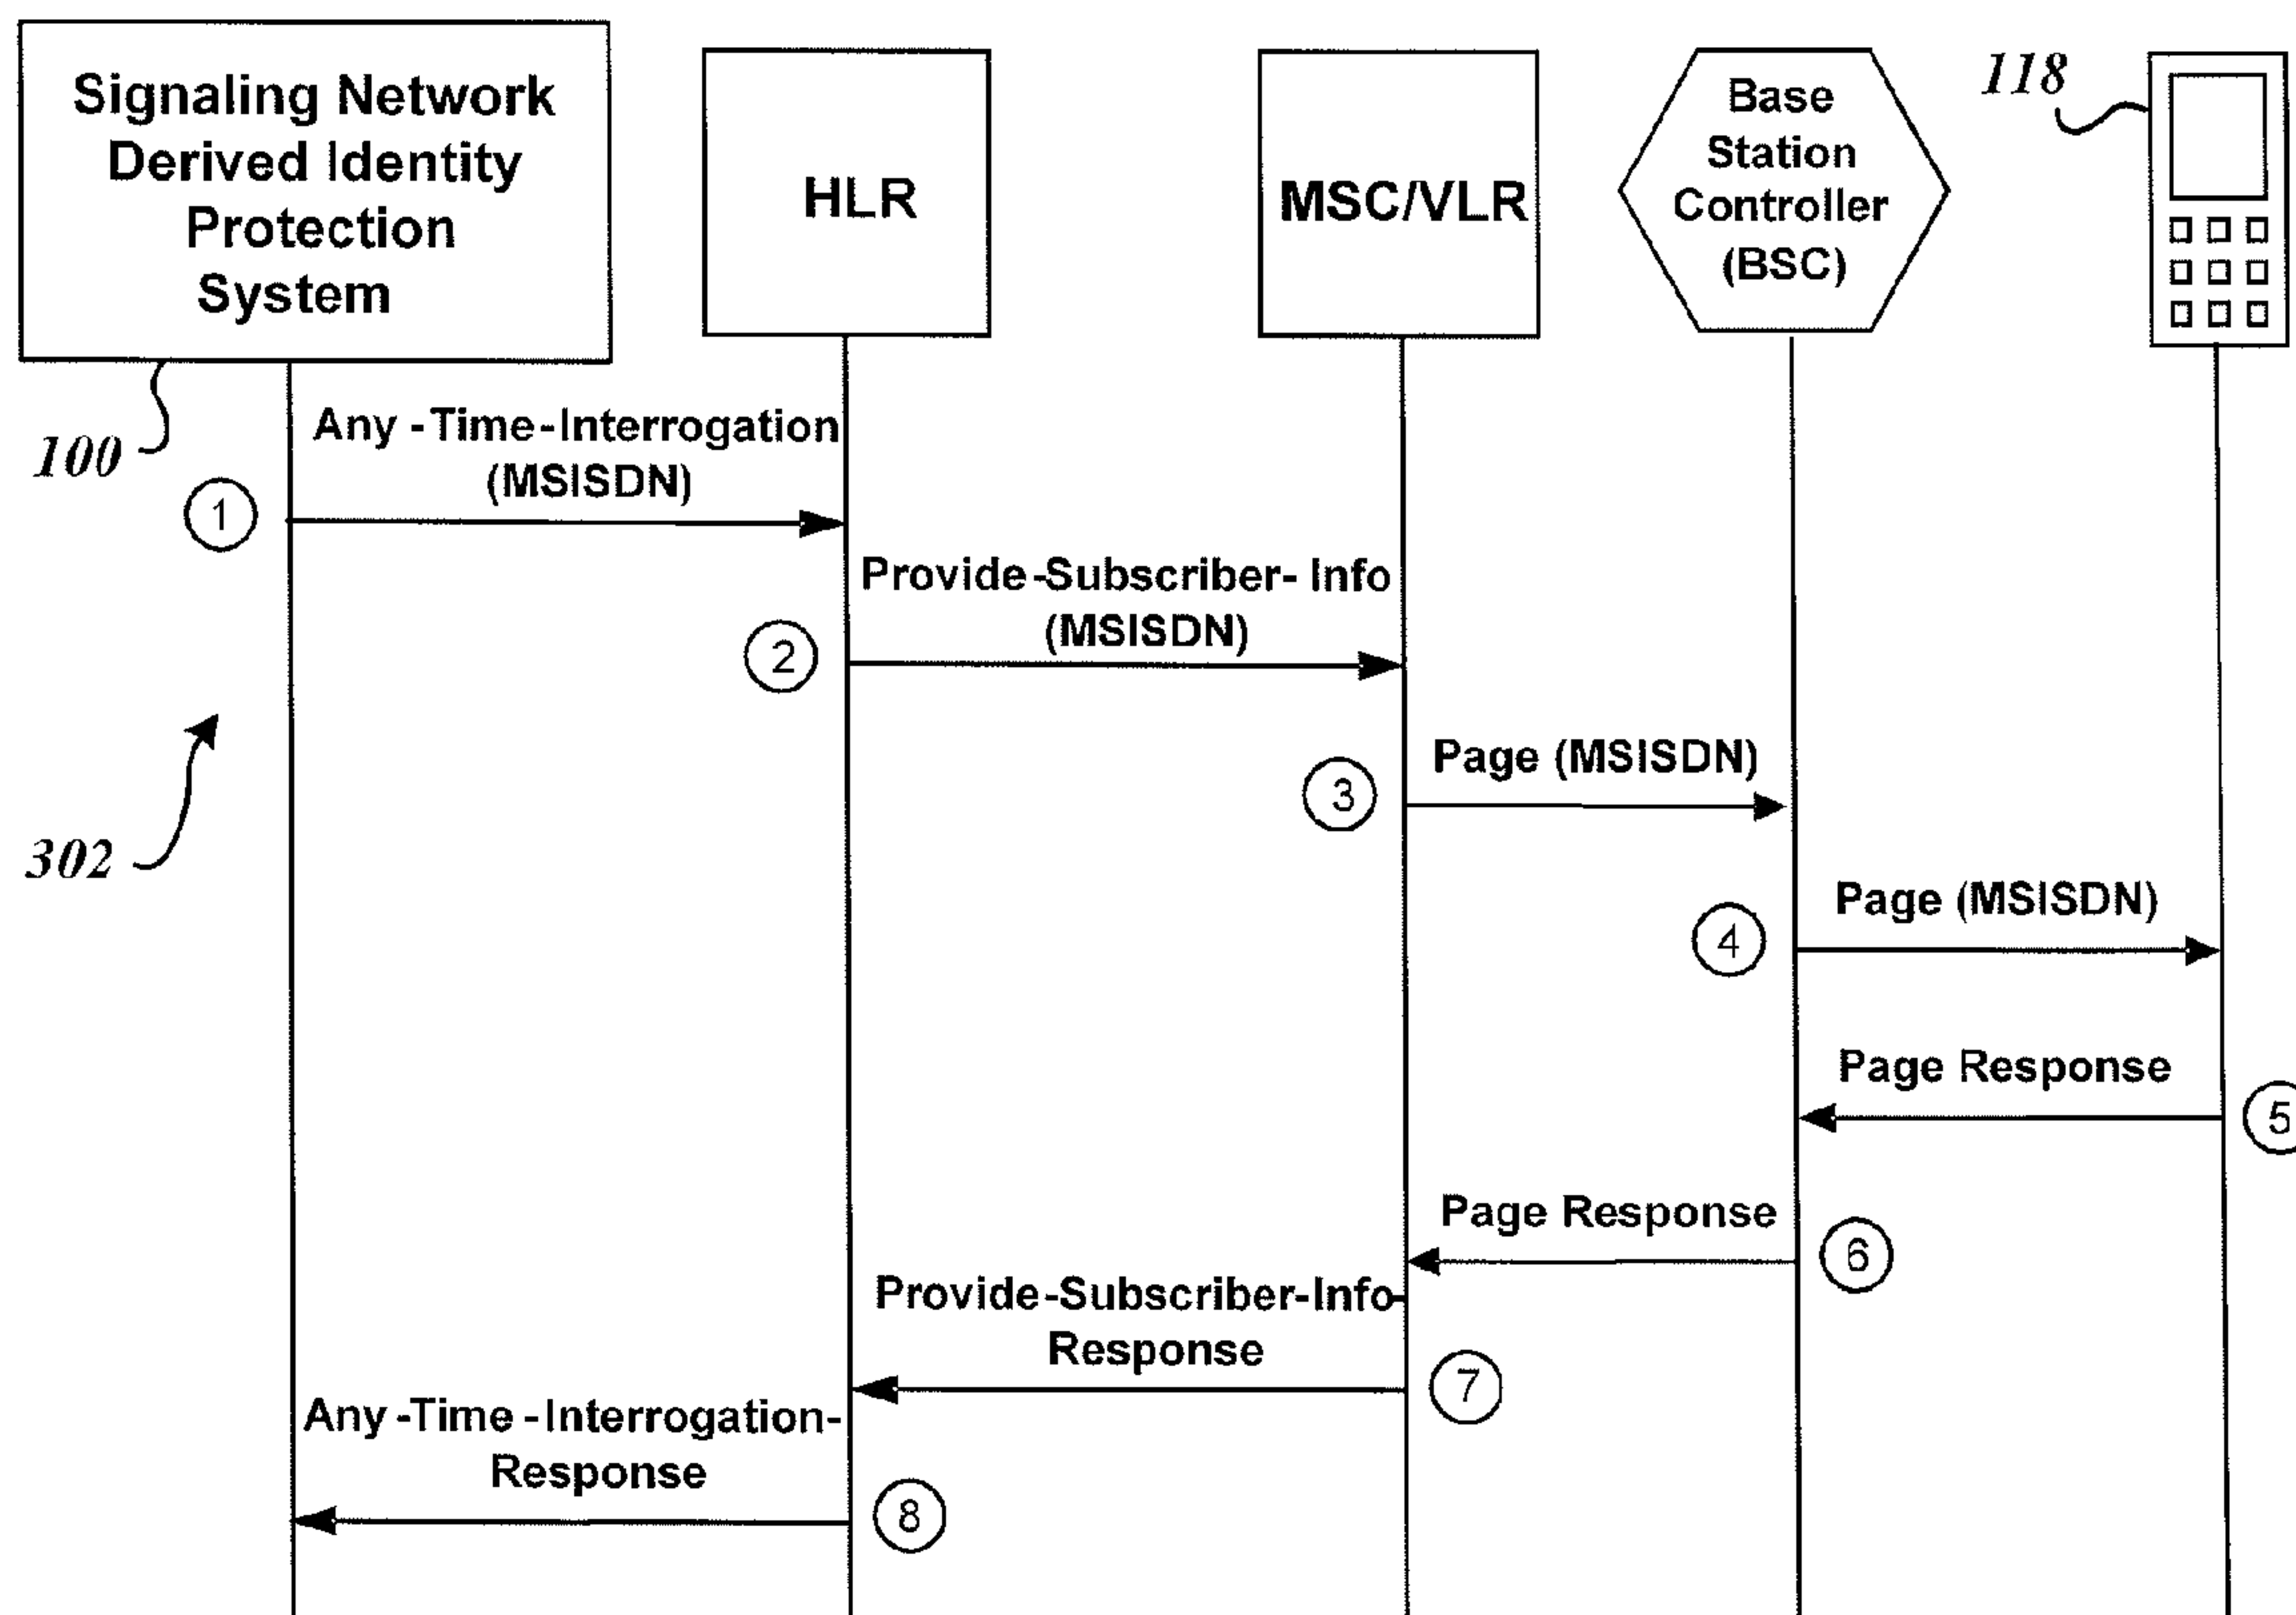 Signaling Network
Derived Identity
Protection
System
HLR
MSC/VLR
Base
Station
Controller
(BSC)
118
100
Any -Time-Interrogation
(MSISDN)
1
Provide-Subscriber- Info
(MSISDN)
2
302
Page (MSISDN)
3
Page (MSISDN)
4
Page Response
5
Page Response
6
Provide-Subscriber-Info-
Response
7
Any -Time -Interrogation-
Response
8